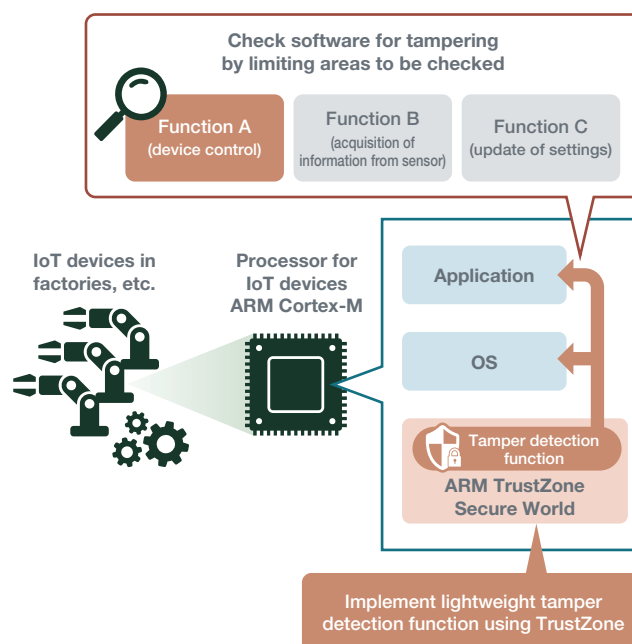 Check software for tampering
by limiting areas to be checked
Function A
(device control)
Function B
(acquisition of
information from sensor)
Function C
(update of settings)
IoT devices in
factories, etc.
Processor for
IoT devices
ARM Cortex-M
Application
OS
Tamper detection
function
ARM TrustZone
Secure World
Implement lightweight tamper
detection function using TrustZone